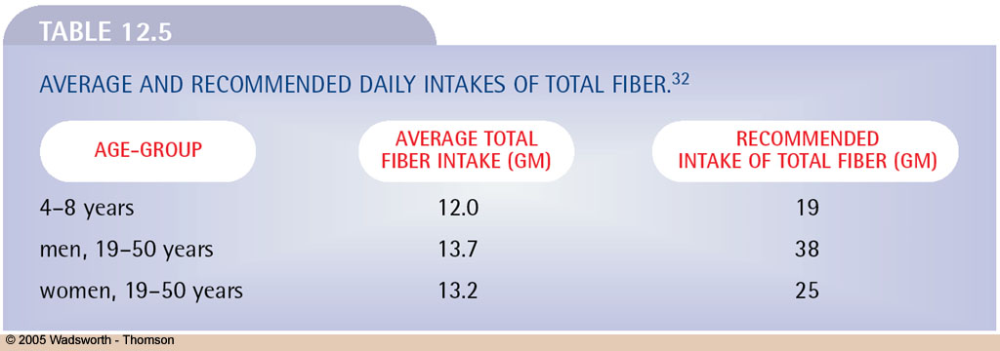 TABLE 12.5
AVERAGE AND RECOMMENDED DAILY INTAKES OF TOTAL FIBER.32
AGE-GROUP
AVERAGE TOTAL
FIBER INTAKE (GM)
RECOMMENDED
INTAKE OF TOTAL FIBER (GM)
4–8 years 12.0 19
men, 19–50 years 13.7 38
women, 19–50 years 13.2 25
© 2005 Wadsworth - Thomson